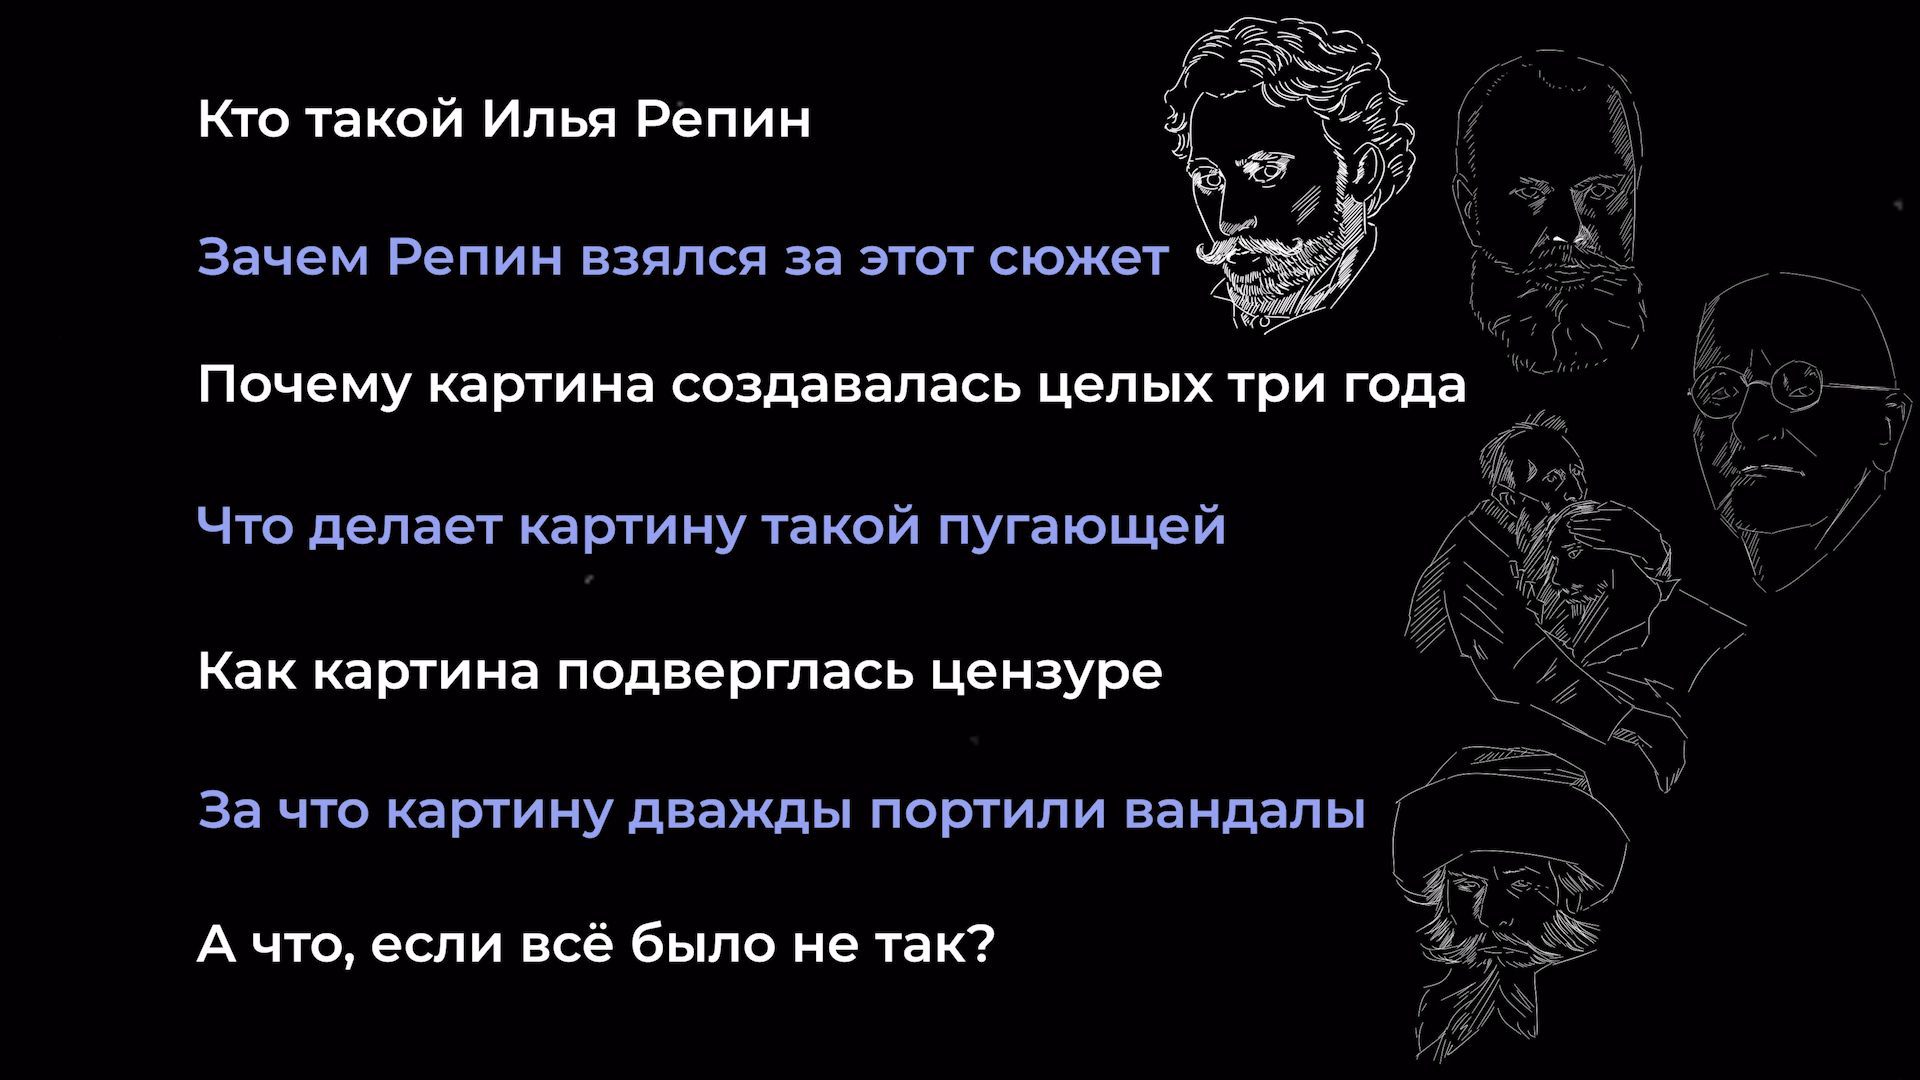 Кто такой Илья Репин
Зачем Репин взялся за этот сюжет
Почему картина создавалась целых три года
Что делает картину такой пугающей
Как картина подверглась цензуре
За что картину дважды портили вандалы
А что, если всё было не так?